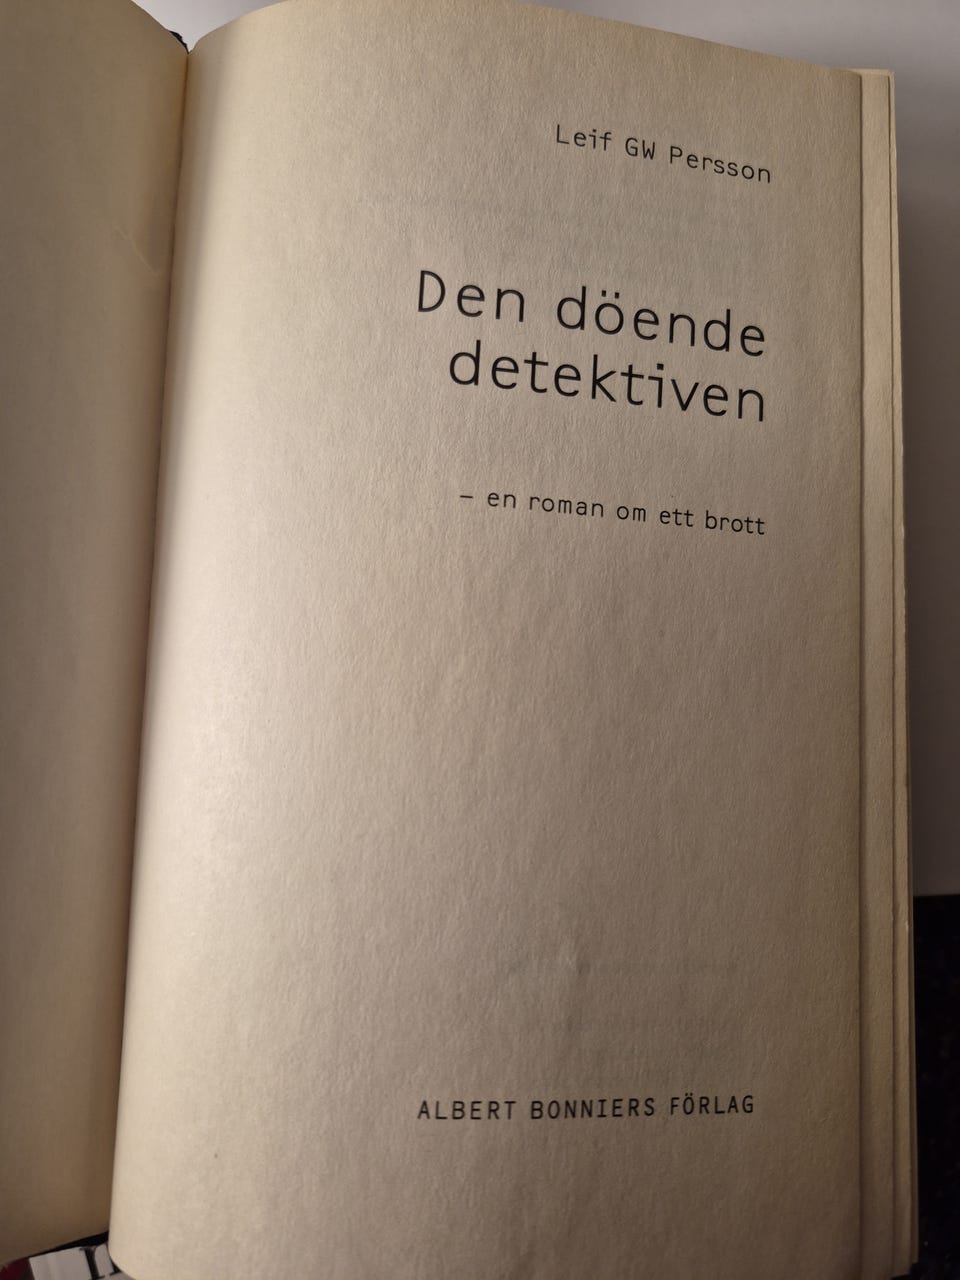 Leif GW Persson
Den döende
detektiven
– en roman om ett brott
ALBERT BONNIERS FÖRLAG